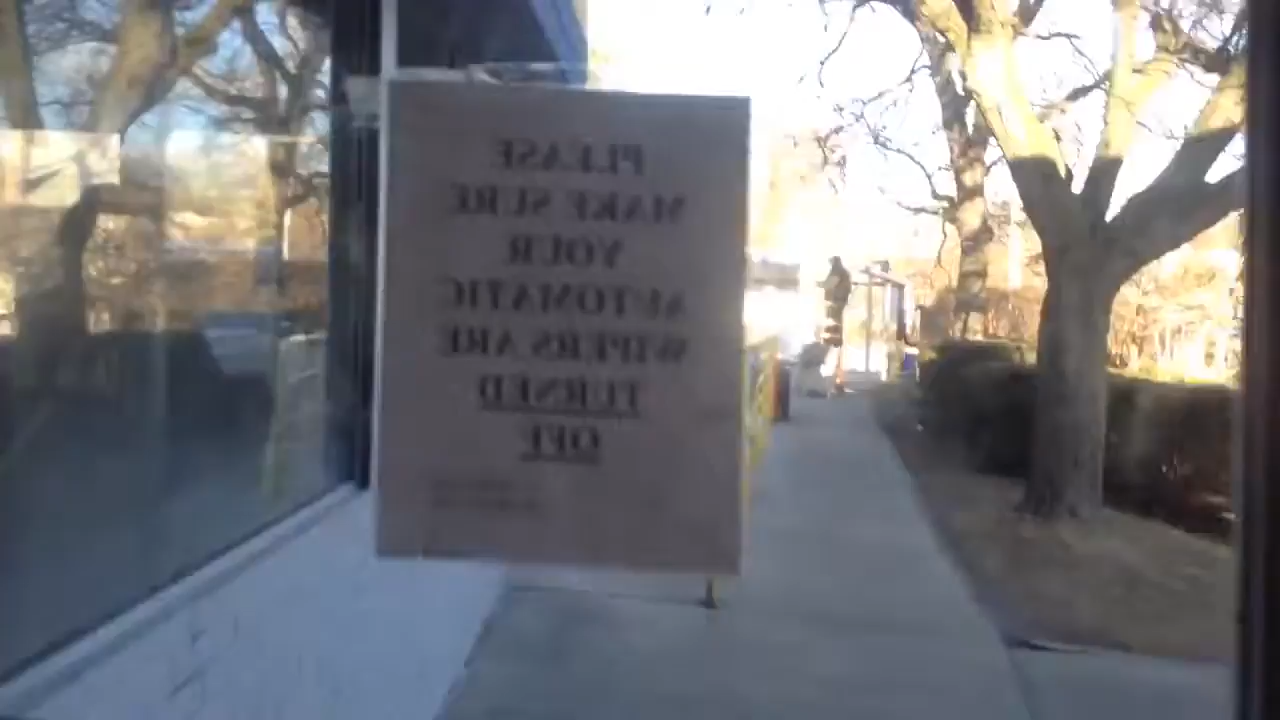 PLEASE
MAKE SURE
YOUR
AUTOMATIC
WIPERS ARE
TURNED
OFF